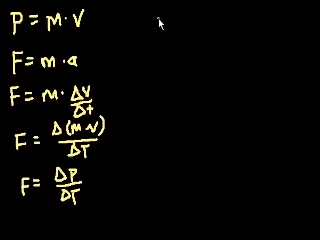 P = m · v
F = m · a
F = m · Δv/Δt
F = Δ(m·v)/ΔT
F = ΔP/ΔT